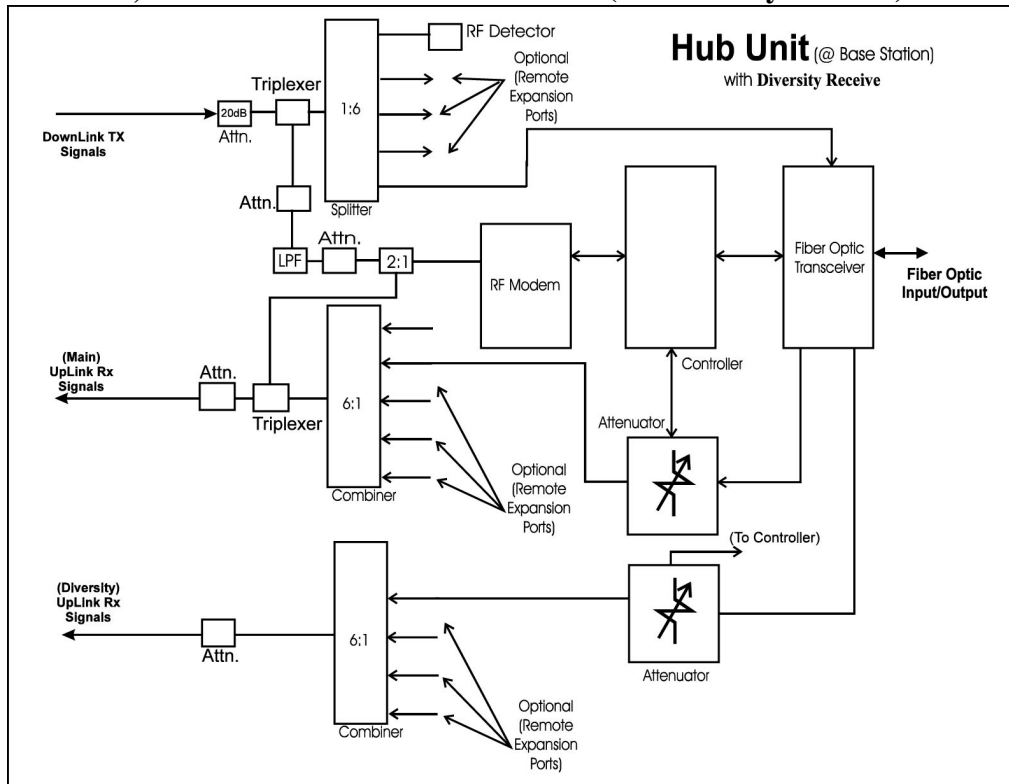 RF Detector
Hub Unit (@ Base Station)
with Diversity Receive
Optional
(Remote
Expansion
Ports)
Triplexer
20dB
1:6
Attn.
DownLink TX
Signals
Attn.
Splitter
Attn.
LPF
2:1
RF Modem
Fiber Optic
Transceiver
Fiber Optic
Input/Output
Controller
(Main)
UpLink Rx
Signals
Attn.
Triplexer
6:1
Combiner
Attenuator
Optional
(Remote
Expansion
Ports)
(To Controller)
(Diversity)
UpLink Rx
Signals
Attn.
6:1
Combiner
Attenuator
Optional
(Remote
Expansion
Ports)